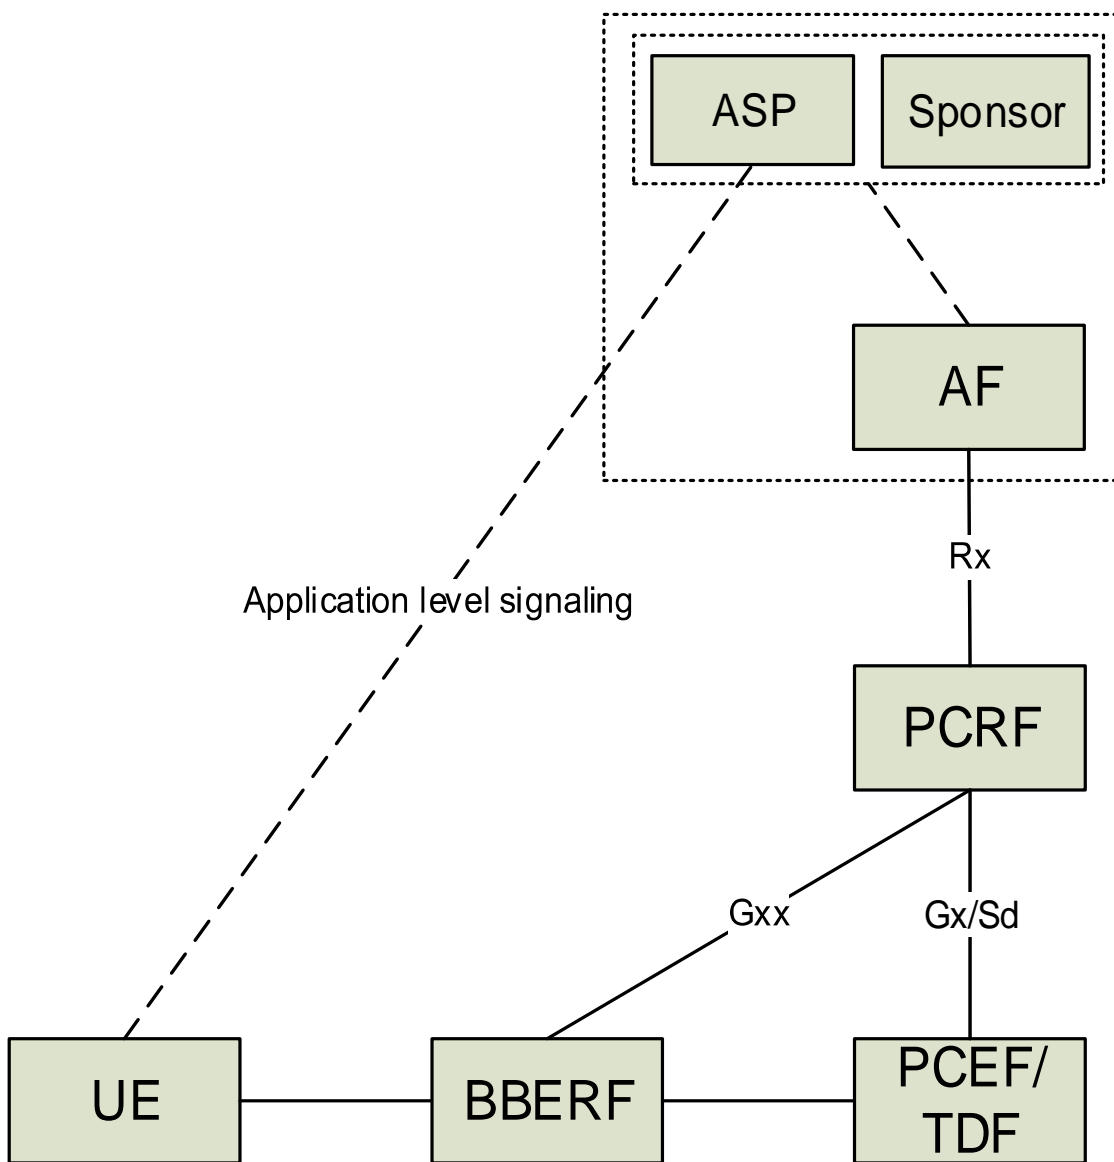 ASP
Sponsor
AF
Rx
Application level signaling
PCRF
Gxx
Gx/Sd
UE
BBERF
PCEF/
TDF